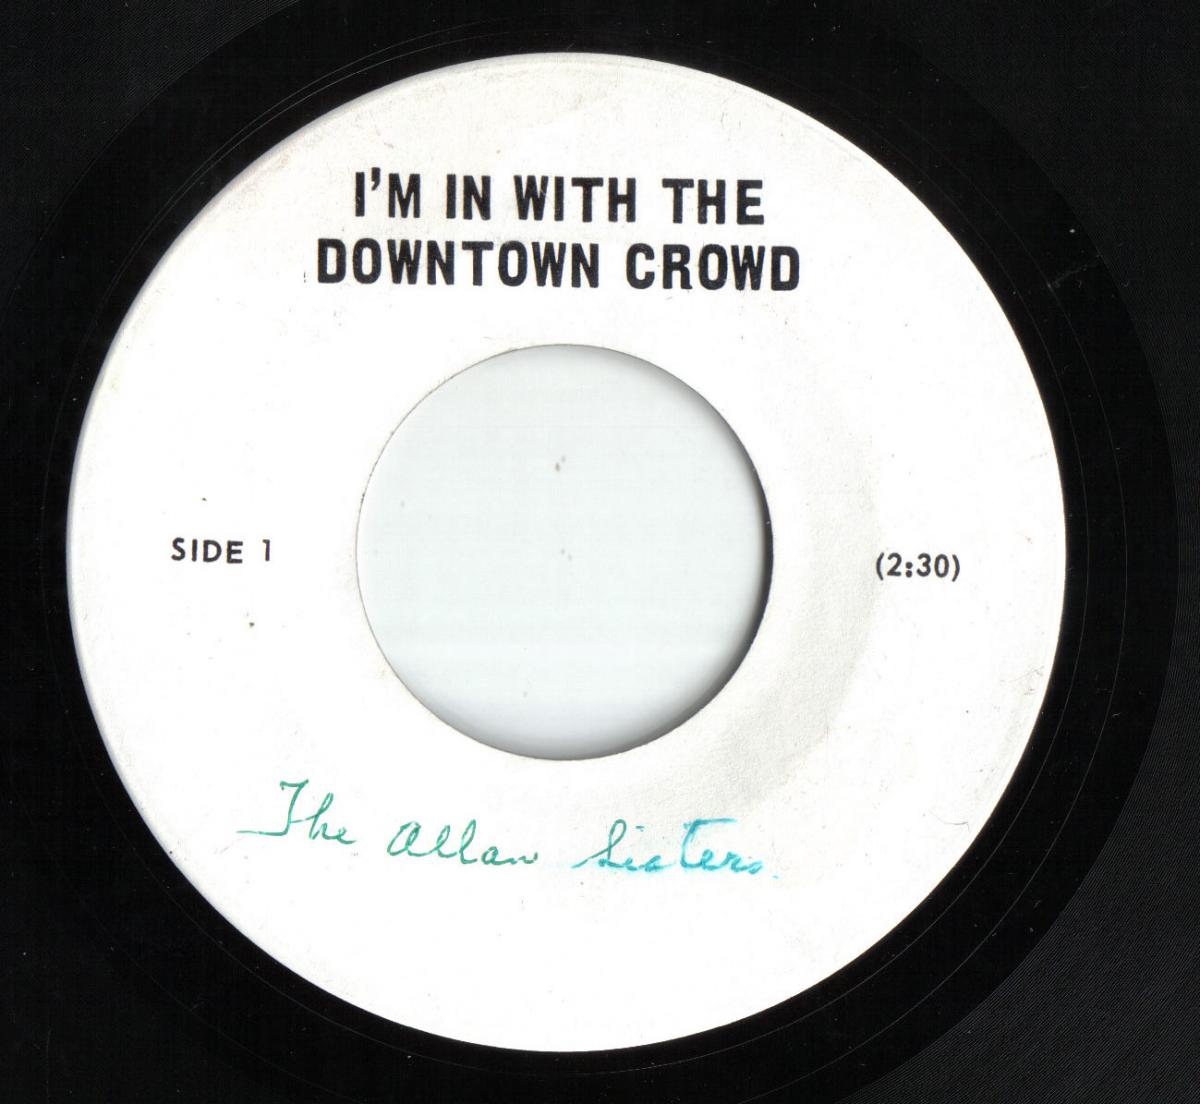 I'M IN WITH THE
DOWNTOWN CROWD
SIDE 1
(2:30)
The Allan Sisters.